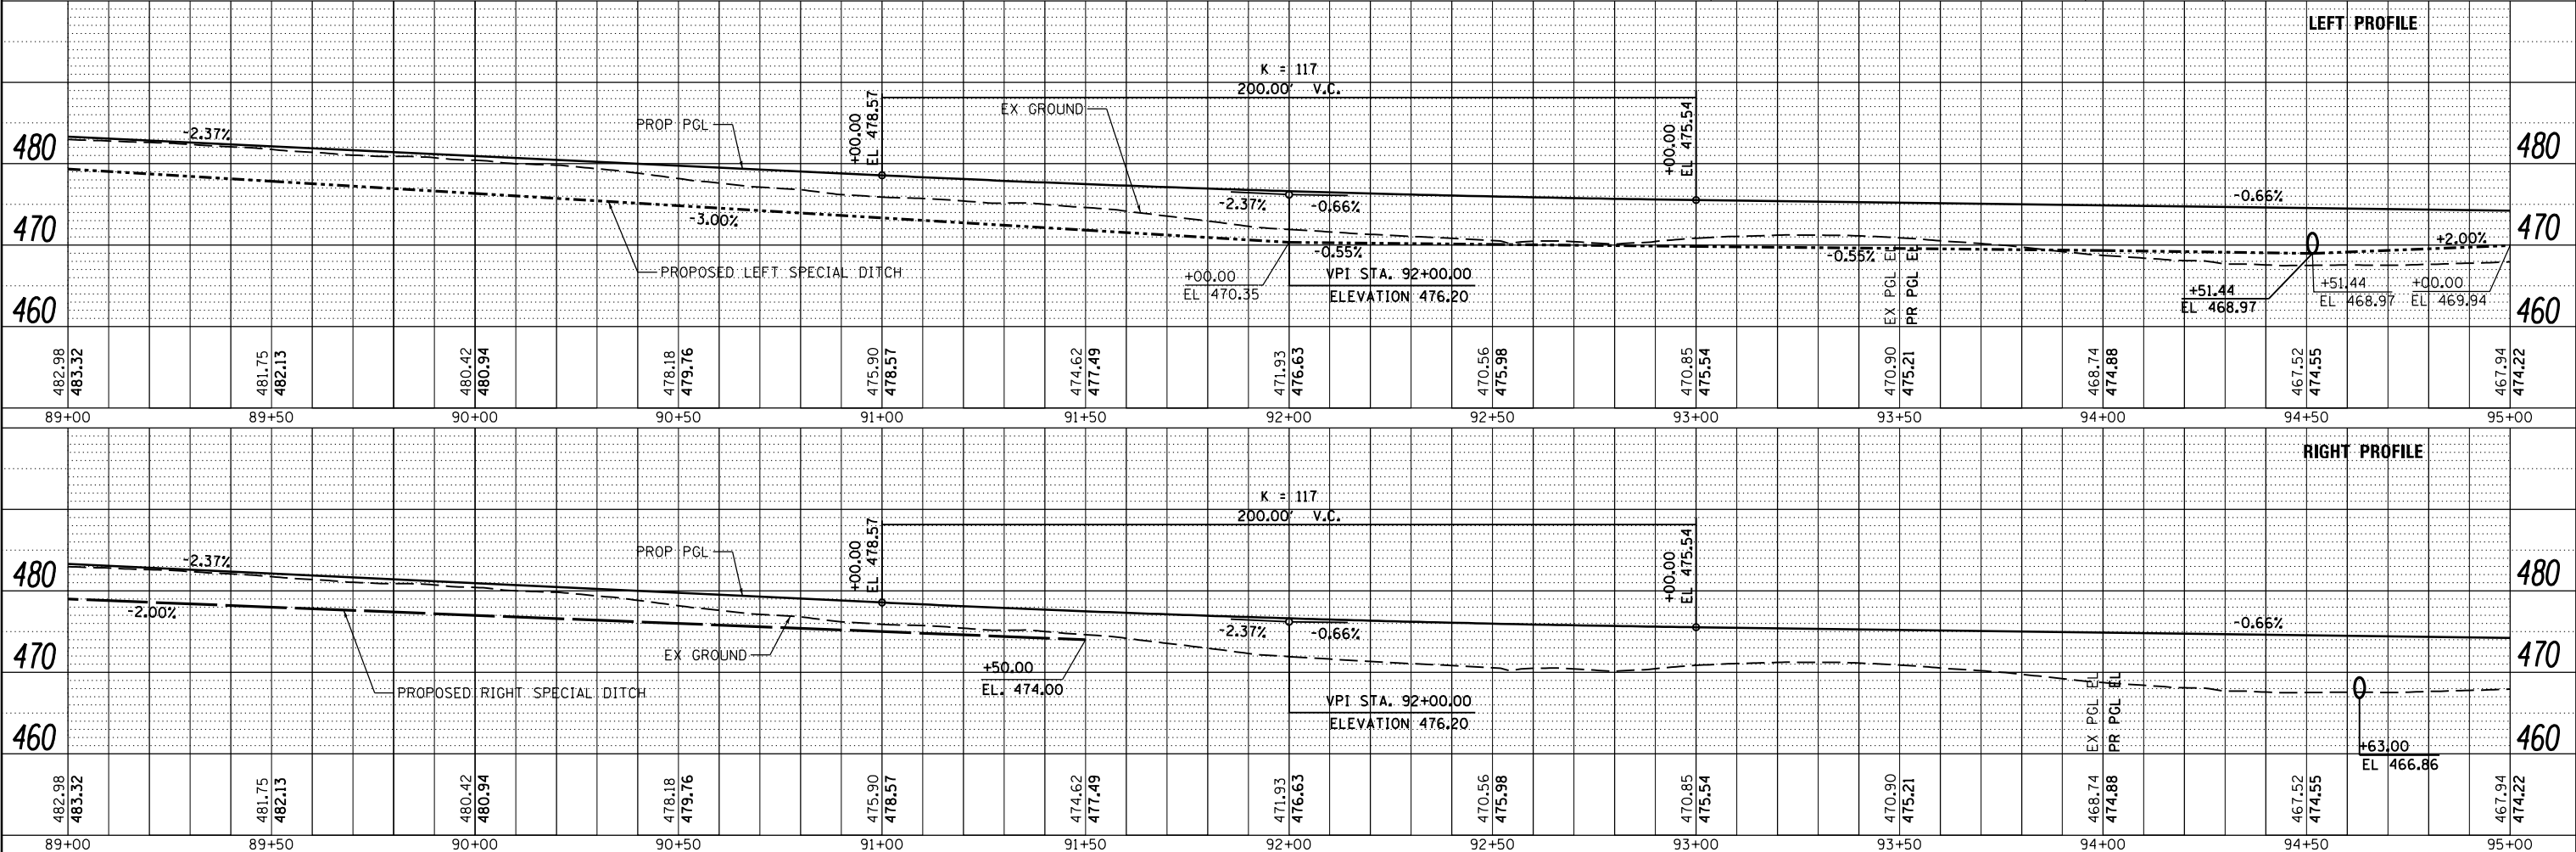 LEFT PROFILE
K = 117
200.00' V.C.
+00.00
EL 478.57
+00.00
EL 475.54
EX GROUND
PROP PGL
-2.37%
480
480
-2.37%
-0.66%
-0.66%
-3.00%
470
470
-0.55%
-0.55%
+2.00%
PROPOSED LEFT SPECIAL DITCH
+00.00
EL 470.35
VPI STA. 92+00.00
ELEVATION 476.20
EX PGL EL
PR PGL EL
+51.44
EL 468.97
+51.44
EL 468.97
+00.00
EL 469.94
460
460
482.98
483.32
481.75
482.13
480.42
480.94
478.18
479.76
475.90
478.57
474.62
477.49
471.93
476.63
470.56
475.98
470.85
475.54
470.90
475.21
468.74
474.88
467.52
474.55
467.94
474.22
89+00 89+50 90+00 90+50 91+00 91+50 92+00 92+50 93+00 93+50 94+00 94+50 95+00
RIGHT PROFILE
K = 117
200.00' V.C.
+00.00
EL 478.57
+00.00
EL 475.54
PROP PGL
-2.37%
480
480
-2.00%
-2.37%
-0.66%
-0.66%
EX GROUND
470
470
+50.00
EL. 474.00
PROPOSED RIGHT SPECIAL DITCH
VPI STA. 92+00.00
ELEVATION 476.20
EX PGL EL
PR PGL EL
460
460
+63.00
EL 466.86
482.98
483.32
481.75
482.13
480.42
480.94
478.18
479.76
475.90
478.57
474.62
477.49
471.93
476.63
470.56
475.98
470.85
475.54
470.90
475.21
468.74
474.88
467.52
474.55
467.94
474.22
89+00 89+50 90+00 90+50 91+00 91+50 92+00 92+50 93+00 93+50 94+00 94+50 95+00